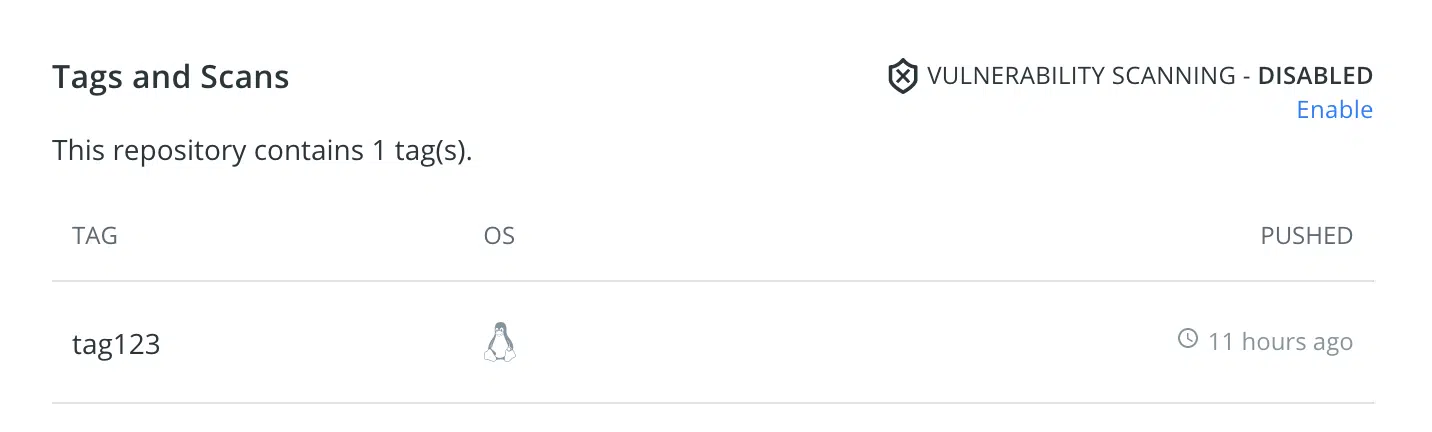 Tags and Scans
VULNERABILITY SCANNING - DISABLED
Enable
This repository contains 1 tag(s).
TAG OS PUSHED
tag123 11 hours ago